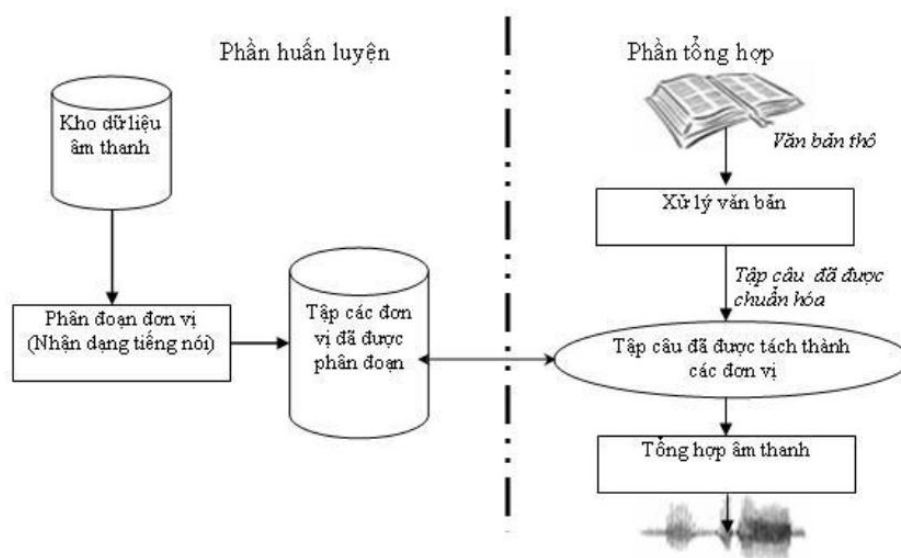 Phần huấn luyện
Kho dữ liệu
âm thanh
Phân đoạn đơn vị
(Nhận dạng tiếng nói)
Tập các đơn
vị đã được
phân đoạn
Phần tổng hợp
Văn bản thô
Xử lý văn bản
Tập câu đã được
chuẩn hóa
Tập câu đã được tách thành
các đơn vị
Tổng hợp âm thanh